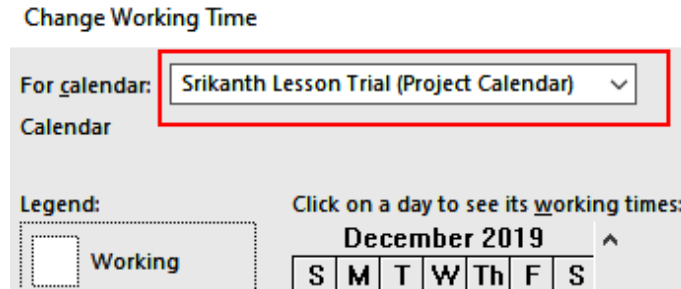 Change Working Time
For calendar: Srikanth Lesson Trial (Project Calendar)
Calendar
Legend: Click on a day to see its working times:
December 2019
Working
S M T W Th F S